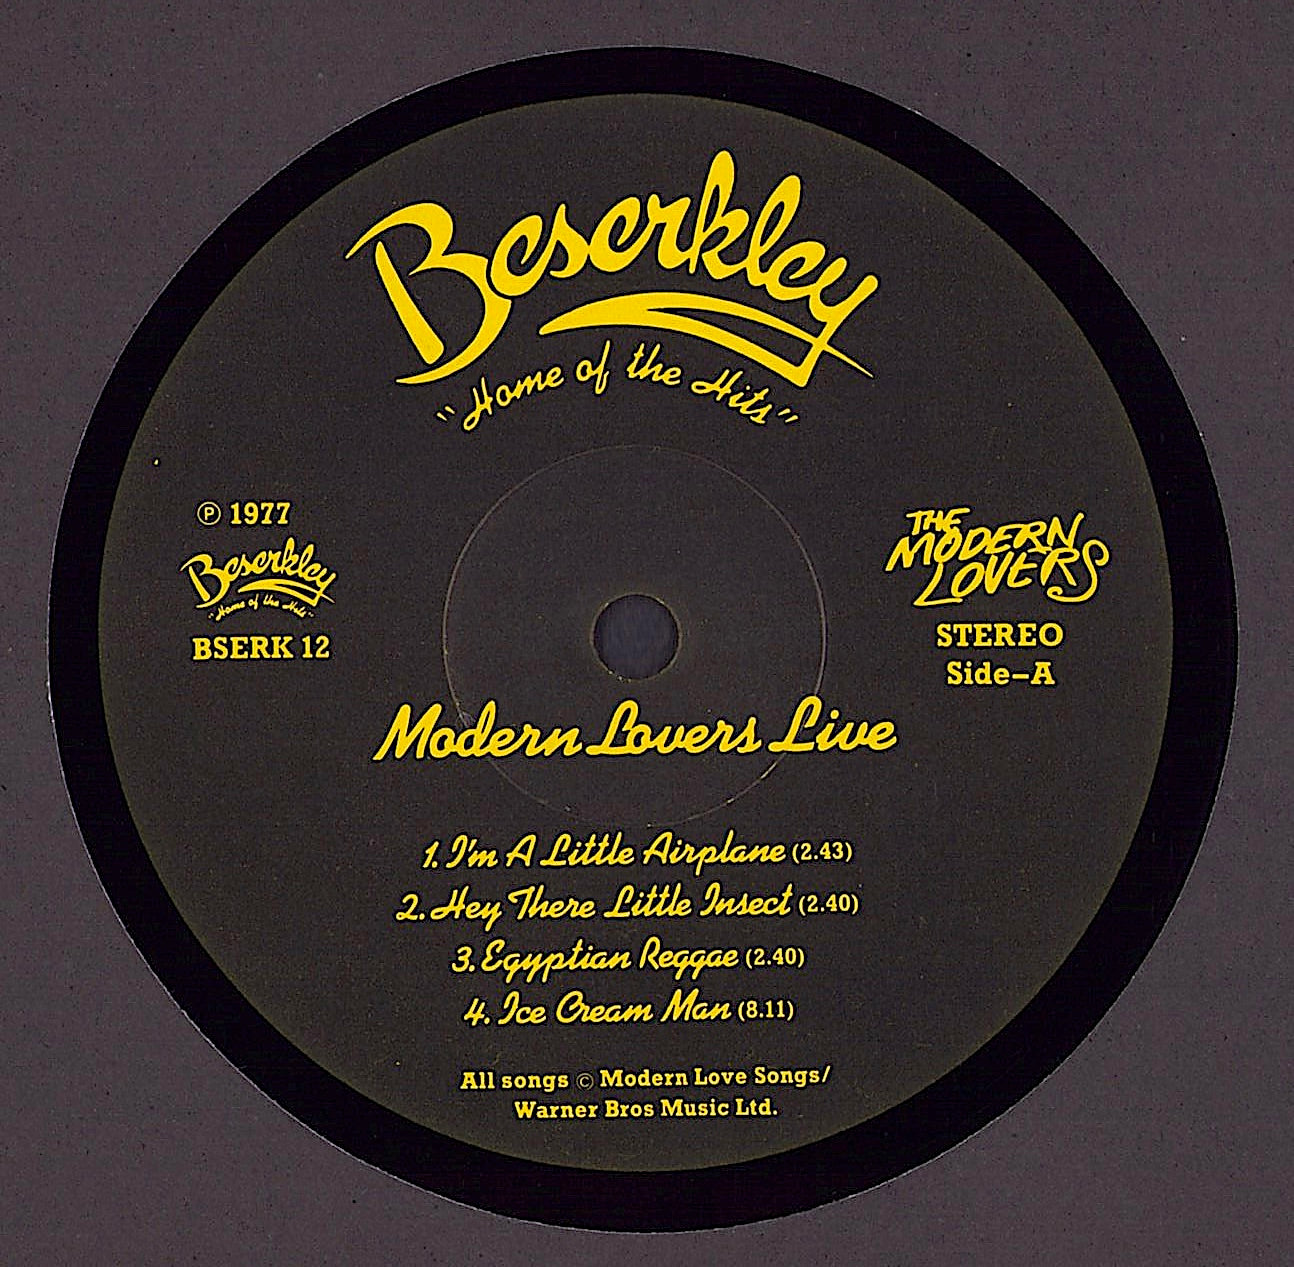 Beserkley
"Home of the Hits"
℗ 1977
Beserkley
"Home of the Hits"
BSERK 12
THE
MODERN
LOVERS
STEREO
Side–A
Modern Lovers Live
1. I'm A Little Airplane (2.43)
2. Hey There Little Insect (2.40)
3. Egyptian Reggae (2.40)
4. Ice Cream Man (8.11)
All songs © Modern Love Songs/
Warner Bros Music Ltd.